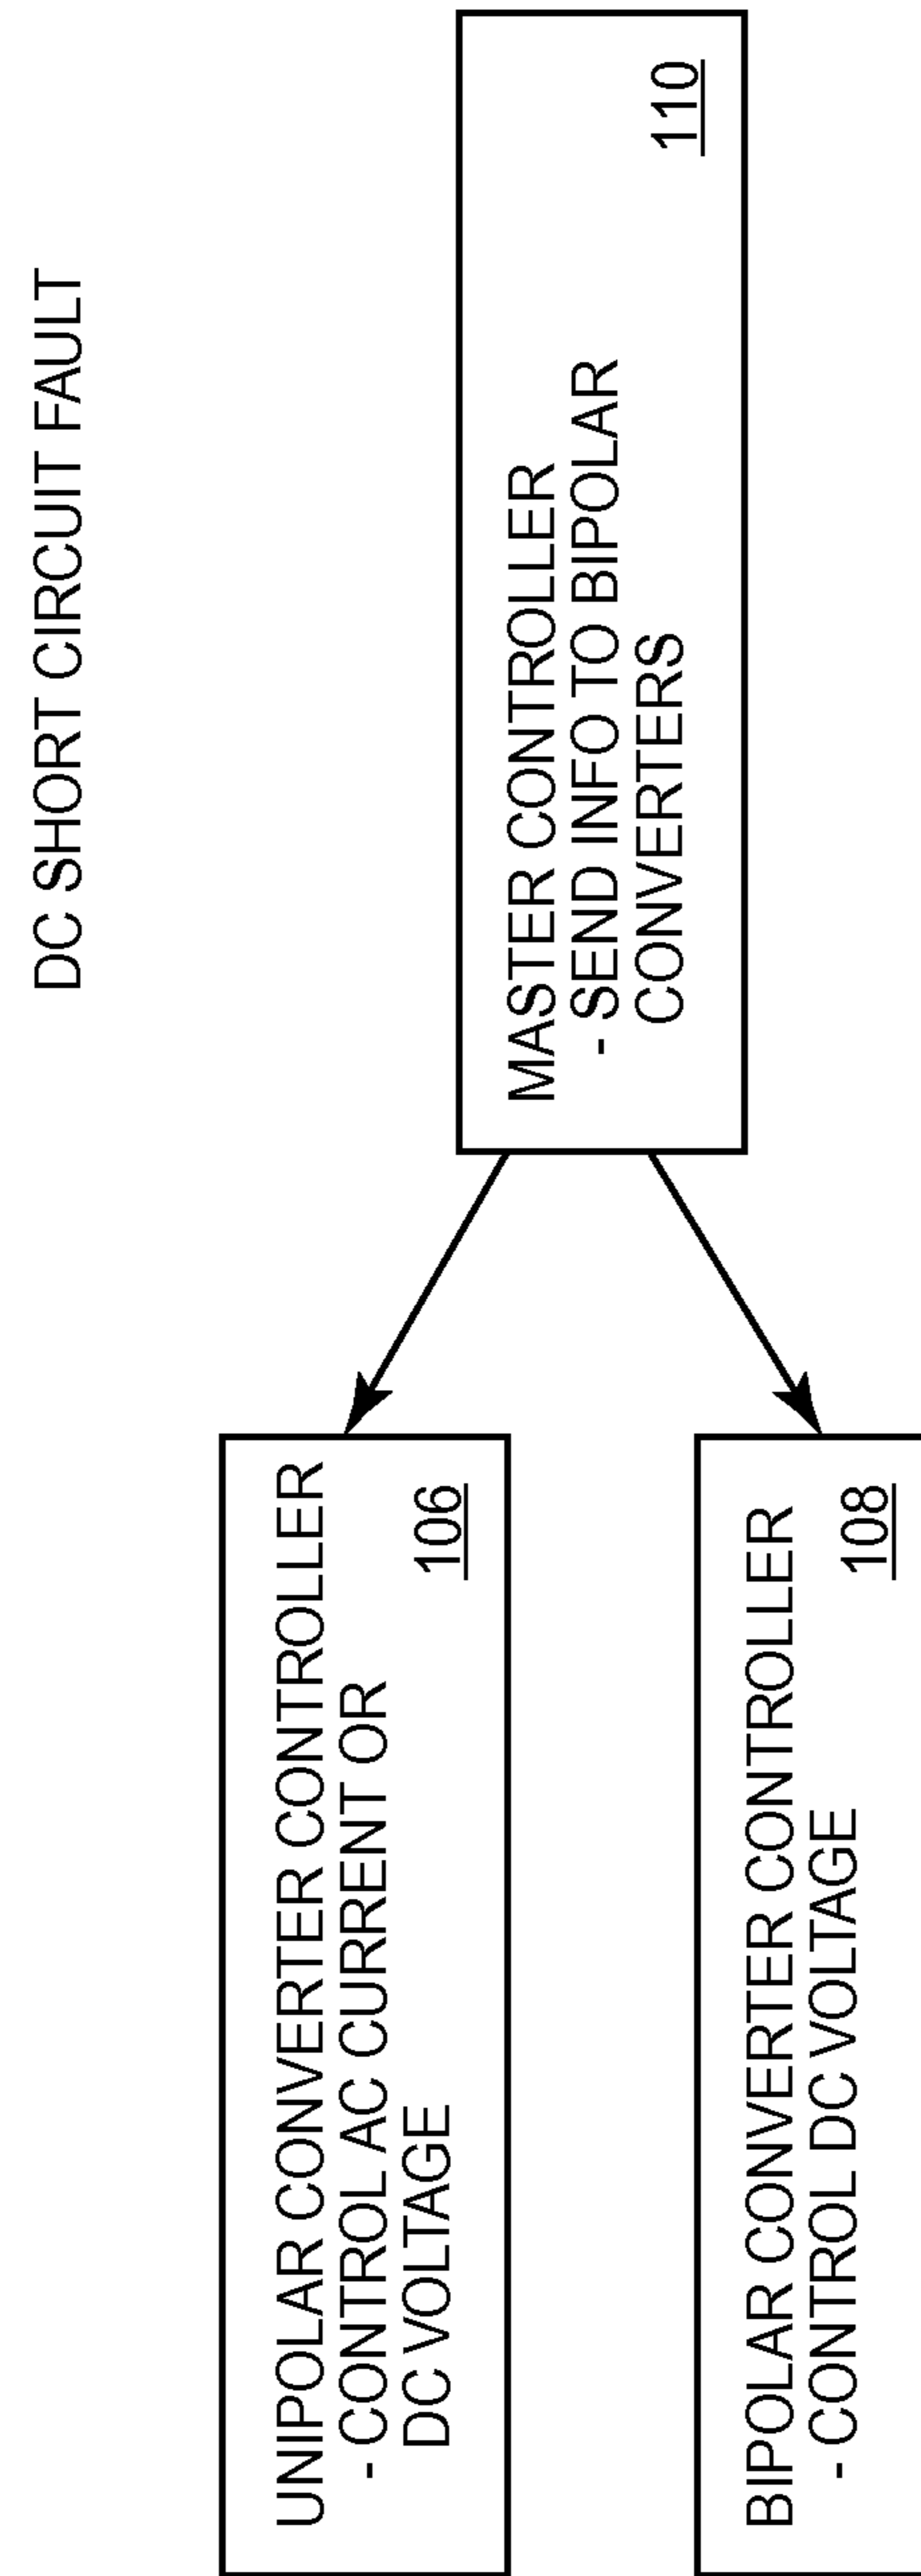 DC SHORT CIRCUIT FAULT
UNIPOLAR CONVERTER CONTROLLER
- CONTROL AC CURRENT OR
DC VOLTAGE
106
MASTER CONTROLLER
- SEND INFO TO BIPOLAR
CONVERTERS
110
BIPOLAR CONVERTER CONTROLLER
- CONTROL DC VOLTAGE
108